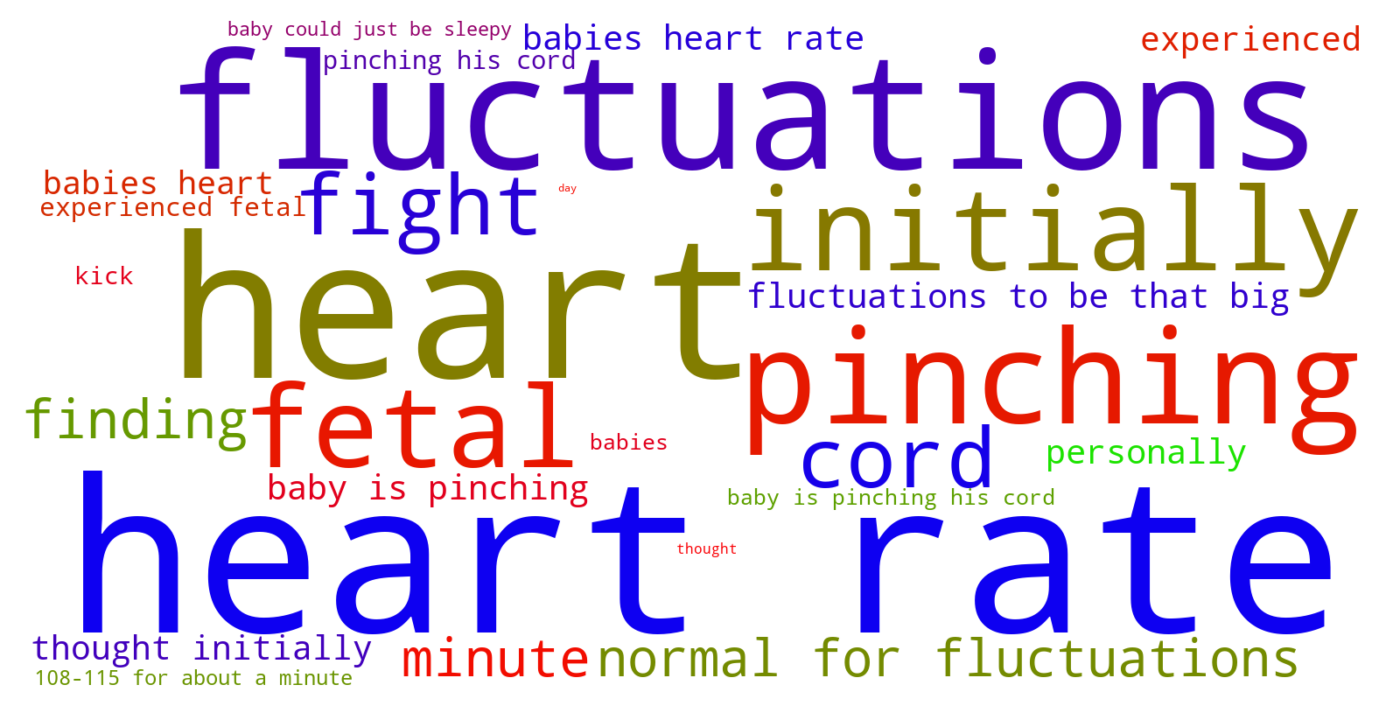 baby could just be sleepy
babies heart rate
experienced
pinching his cord
fluctuations
babies heart
experienced fetal
fight
day
initially
kick
heart
fluctuations to be that big
pinching
finding
fetal
babies
cord
personally
baby is pinching
baby is pinching his cord
heart rate
thought
thought initially
minute
normal for fluctuations
108-115 for about a minute